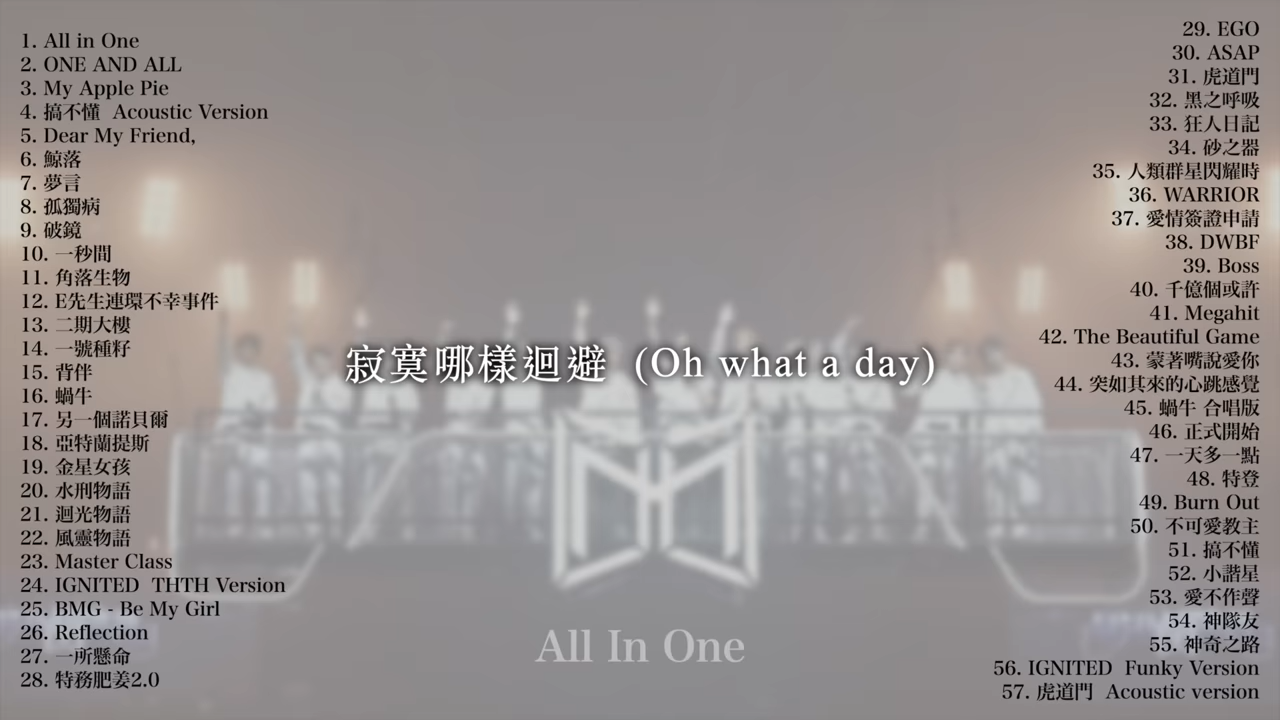 1. All in One
2. ONE AND ALL
3. My Apple Pie
4. 搞不懂 Acoustic Version
5. Dear My Friend,
6. 鯨落
7. 夢言
8. 孤獨病
9. 破鏡
10. 一秒間
11. 角落生物
12. E先生連環不幸事件
13. 二期大樓
14. 一號種籽
15. 背伴
16. 蝸牛
17. 另一個諾貝爾
18. 亞特蘭提斯
19. 金星女孩
20. 水刑物語
21. 迴光物語
22. 風靈物語
23. Master Class
24. IGNITED THTH Version
25. BMG - Be My Girl
26. Reflection
27. 一所懸命
28. 特務肥姜2.0
寂寞哪樣迴避 (Oh what a day)
All In One
29. EGO
30. ASAP
31. 虎道門
32. 黑之呼吸
33. 狂人日記
34. 砂之器
35. 人類群星閃耀時
36. WARRIOR
37. 愛情簽證申請
38. DWBF
39. Boss
40. 千億個或許
41. Megahit
42. The Beautiful Game
43. 蒙著嘴說愛你
44. 突如其來的心跳感覺
45. 蝸牛 合唱版
46. 正式開始
47. 一天多一點
48. 特登
49. Burn Out
50. 不可愛教主
51. 搞不懂
52. 小諧星
53. 愛不作聲
54. 神隊友
55. 神奇之路
56. IGNITED Funky Version
57. 虎道門 Acoustic version